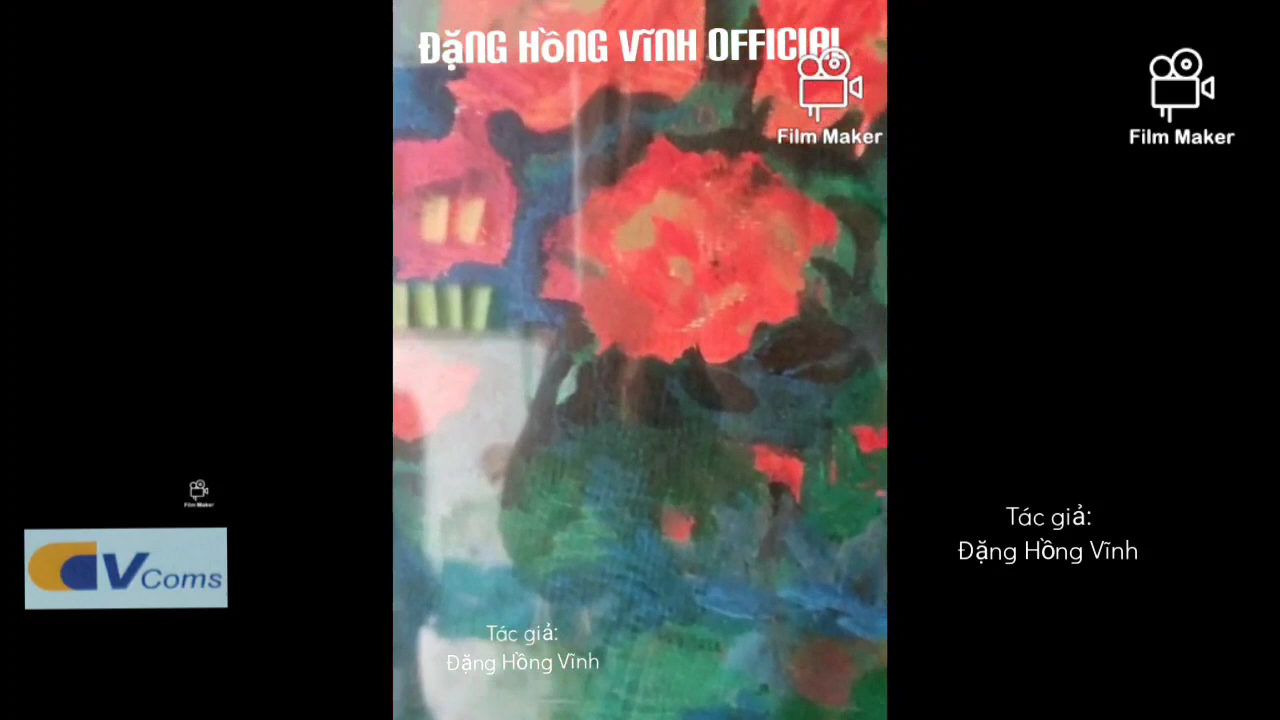 Đặng Hồng Vĩnh OFFICIAL
Film Maker
Film Maker
Film Maker
Tác giả:
Đặng Hồng Vĩnh
V Coms
Tác giả:
Đặng Hồng Vĩnh